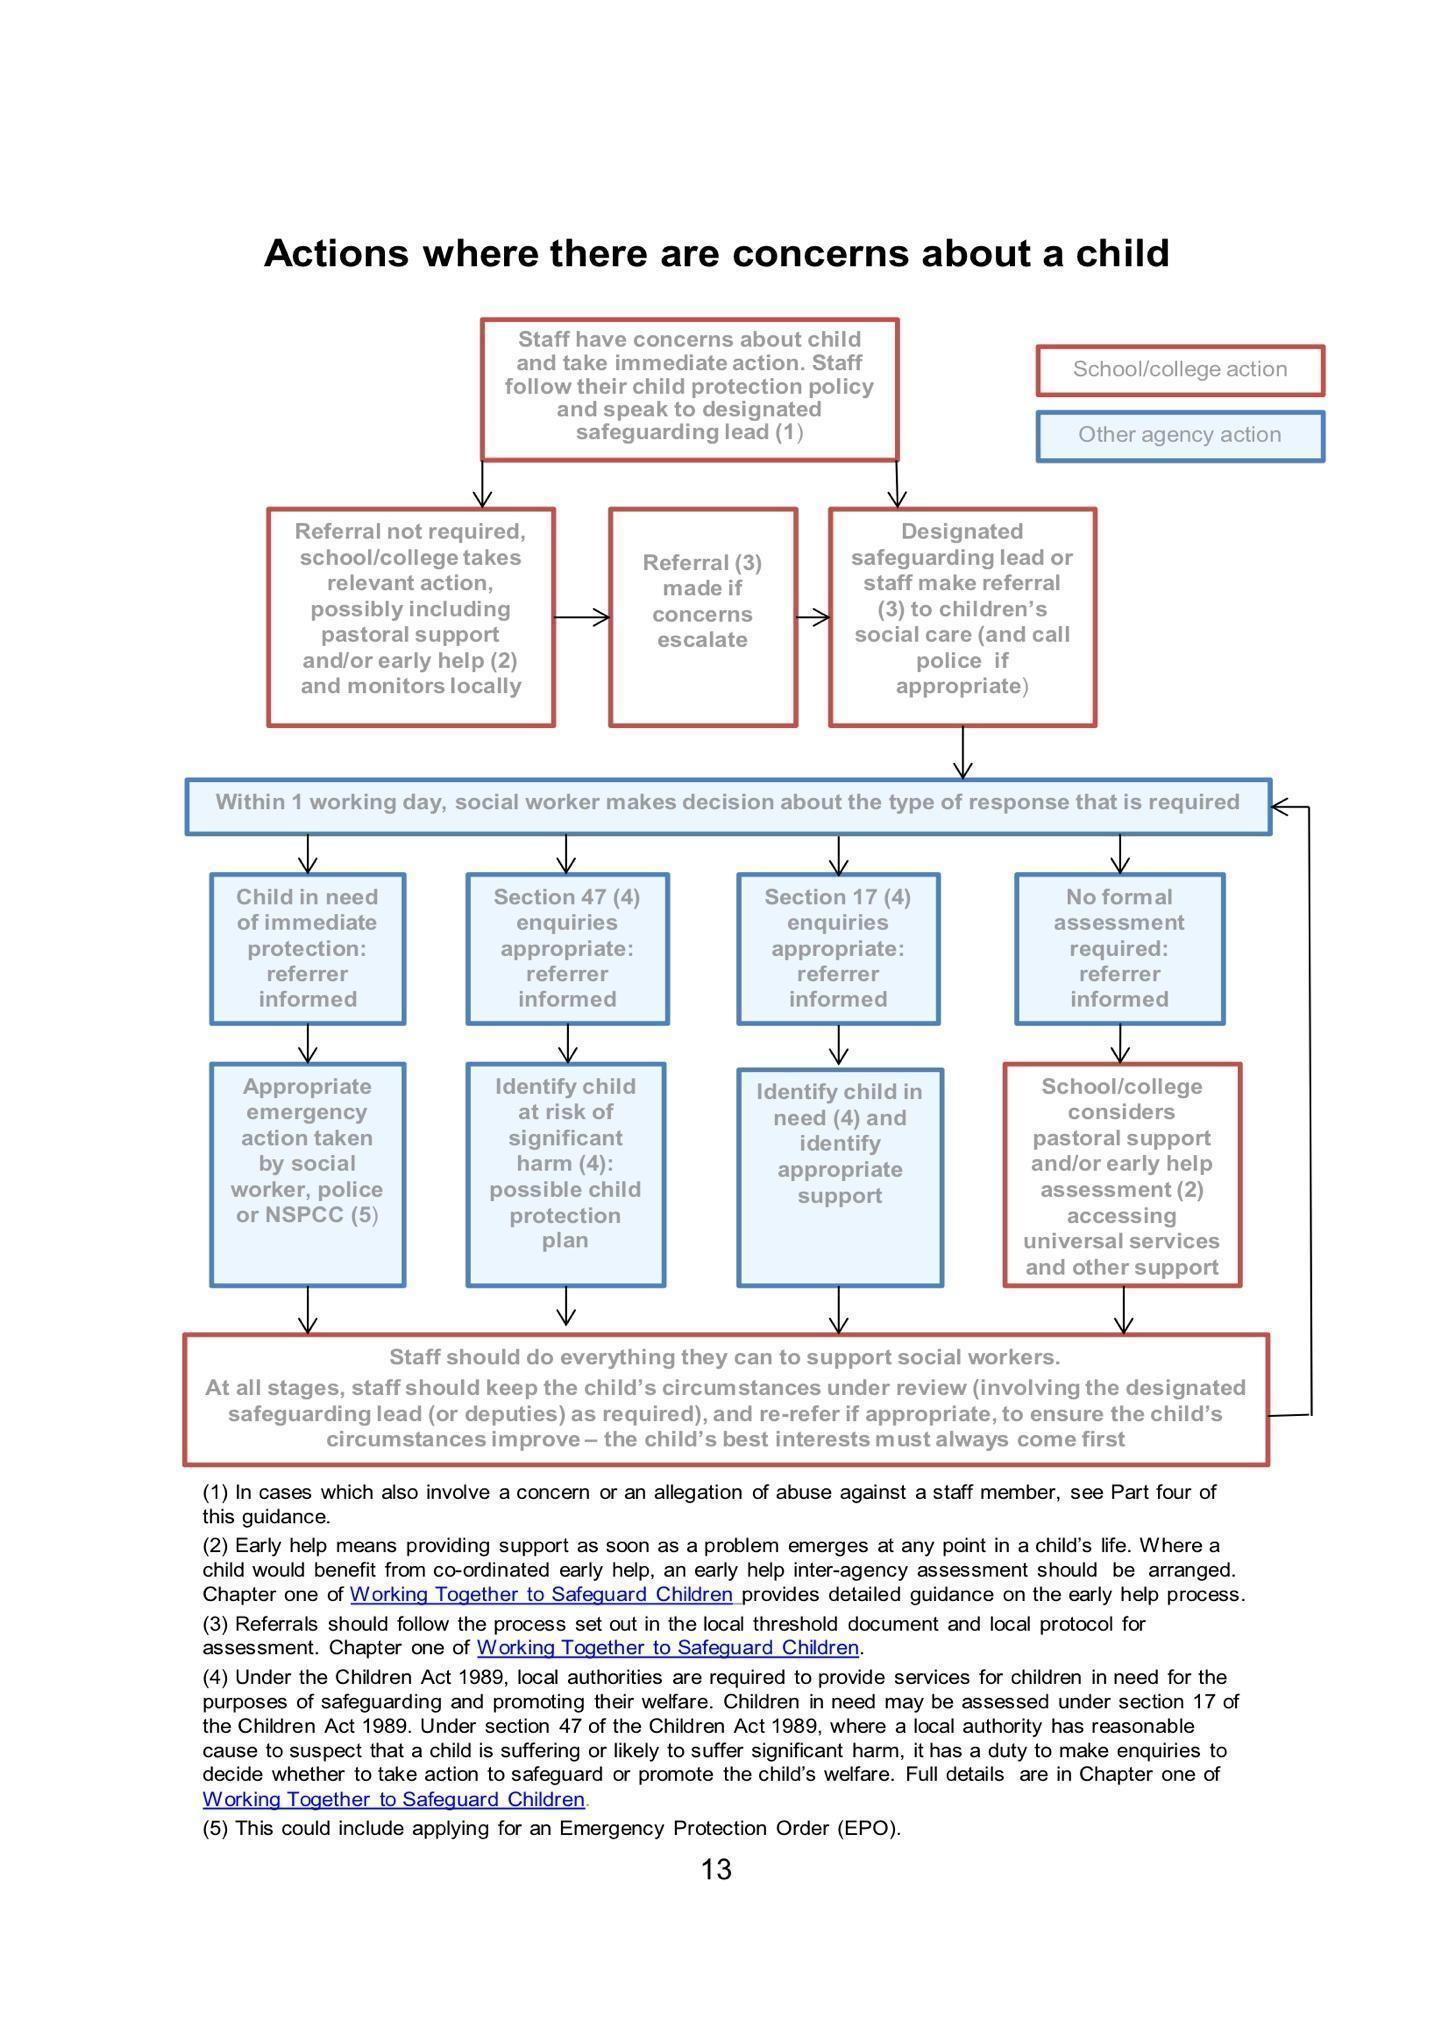 Actions where there are concerns about a child
Staff have concerns about child
and take immediate action. Staff
follow their child protection policy
and speak to designated
safeguarding lead (1)
School/college action
Other agency action
Referral not required,
school/college takes
relevant action,
possibly including
pastoral support
and/or early help (2)
and monitors locally
Referral (3)
made if
concerns
escalate
Designated
safeguarding lead or
staff make referral
(3) to children’s
social care (and call
police if
appropriate)
Within 1 working day, social worker makes decision about the type of response that is required
Child in need
of immediate
protection:
referrer
informed
Section 47 (4)
enquiries
appropriate:
referrer
informed
Section 17 (4)
enquiries
appropriate:
referrer
informed
No formal
assessment
required:
referrer
informed
Appropriate
emergency
action taken
by social
worker, police
or NSPCC (5)
Identify child
at risk of
significant
harm (4):
possible child
protection
plan
Identify child in
need (4) and
identify
appropriate
support
School/college
considers
pastoral support
and/or early help
assessment (2)
accessing
universal services
and other support
Staff should do everything they can to support social workers.
At all stages, staff should keep the child’s circumstances under review (involving the designated
safeguarding lead (or deputies) as required), and re-refer if appropriate, to ensure the child’s
circumstances improve – the child’s best interests must always come first
(1) In cases which also involve a concern or an allegation of abuse against a staff member, see Part four of
this guidance.
(2) Early help means providing support as soon as a problem emerges at any point in a child’s life. Where a
child would benefit from co-ordinated early help, an early help inter-agency assessment should be arranged.
Chapter one of Working Together to Safeguard Children provides detailed guidance on the early help process.
(3) Referrals should follow the process set out in the local threshold document and local protocol for
assessment. Chapter one of Working Together to Safeguard Children.
(4) Under the Children Act 1989, local authorities are required to provide services for children in need for the
purposes of safeguarding and promoting their welfare. Children in need may be assessed under section 17 of
the Children Act 1989. Under section 47 of the Children Act 1989, where a local authority has reasonable
cause to suspect that a child is suffering or likely to suffer significant harm, it has a duty to make enquiries to
decide whether to take action to safeguard or promote the child’s welfare. Full details are in Chapter one of
Working Together to Safeguard Children.
(5) This could include applying for an Emergency Protection Order (EPO).
13